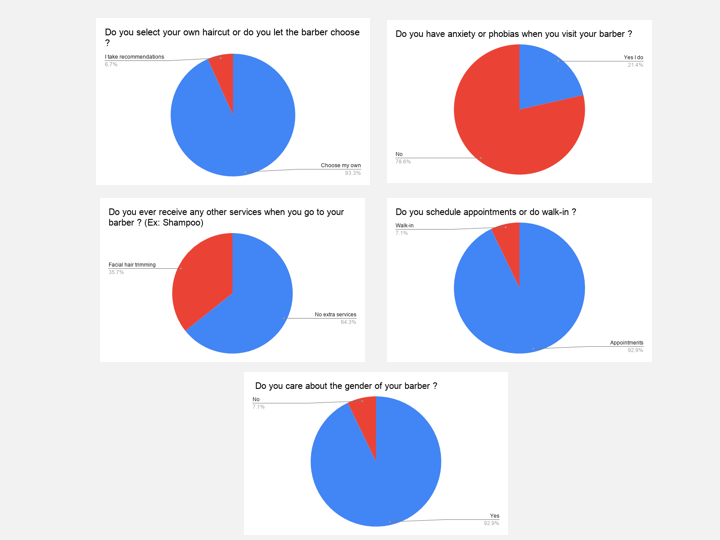 Do you select your own haircut or do you let the barber choose
?
I take recommendations
6.7%
Choose my own
93.3%
Do you have anxiety or phobias when you visit your barber ?
Yes I do
21.4%
No
78.6%
Do you ever receive any other services when you go to your
barber ? (Ex: Shampoo)
Facial hair trimming
35.7%
No extra services
64.3%
Do you schedule appointments or do walk-in ?
Walk-in
7.1%
Appointments
92.9%
Do you care about the gender of your barber ?
No
7.1%
Yes
92.9%